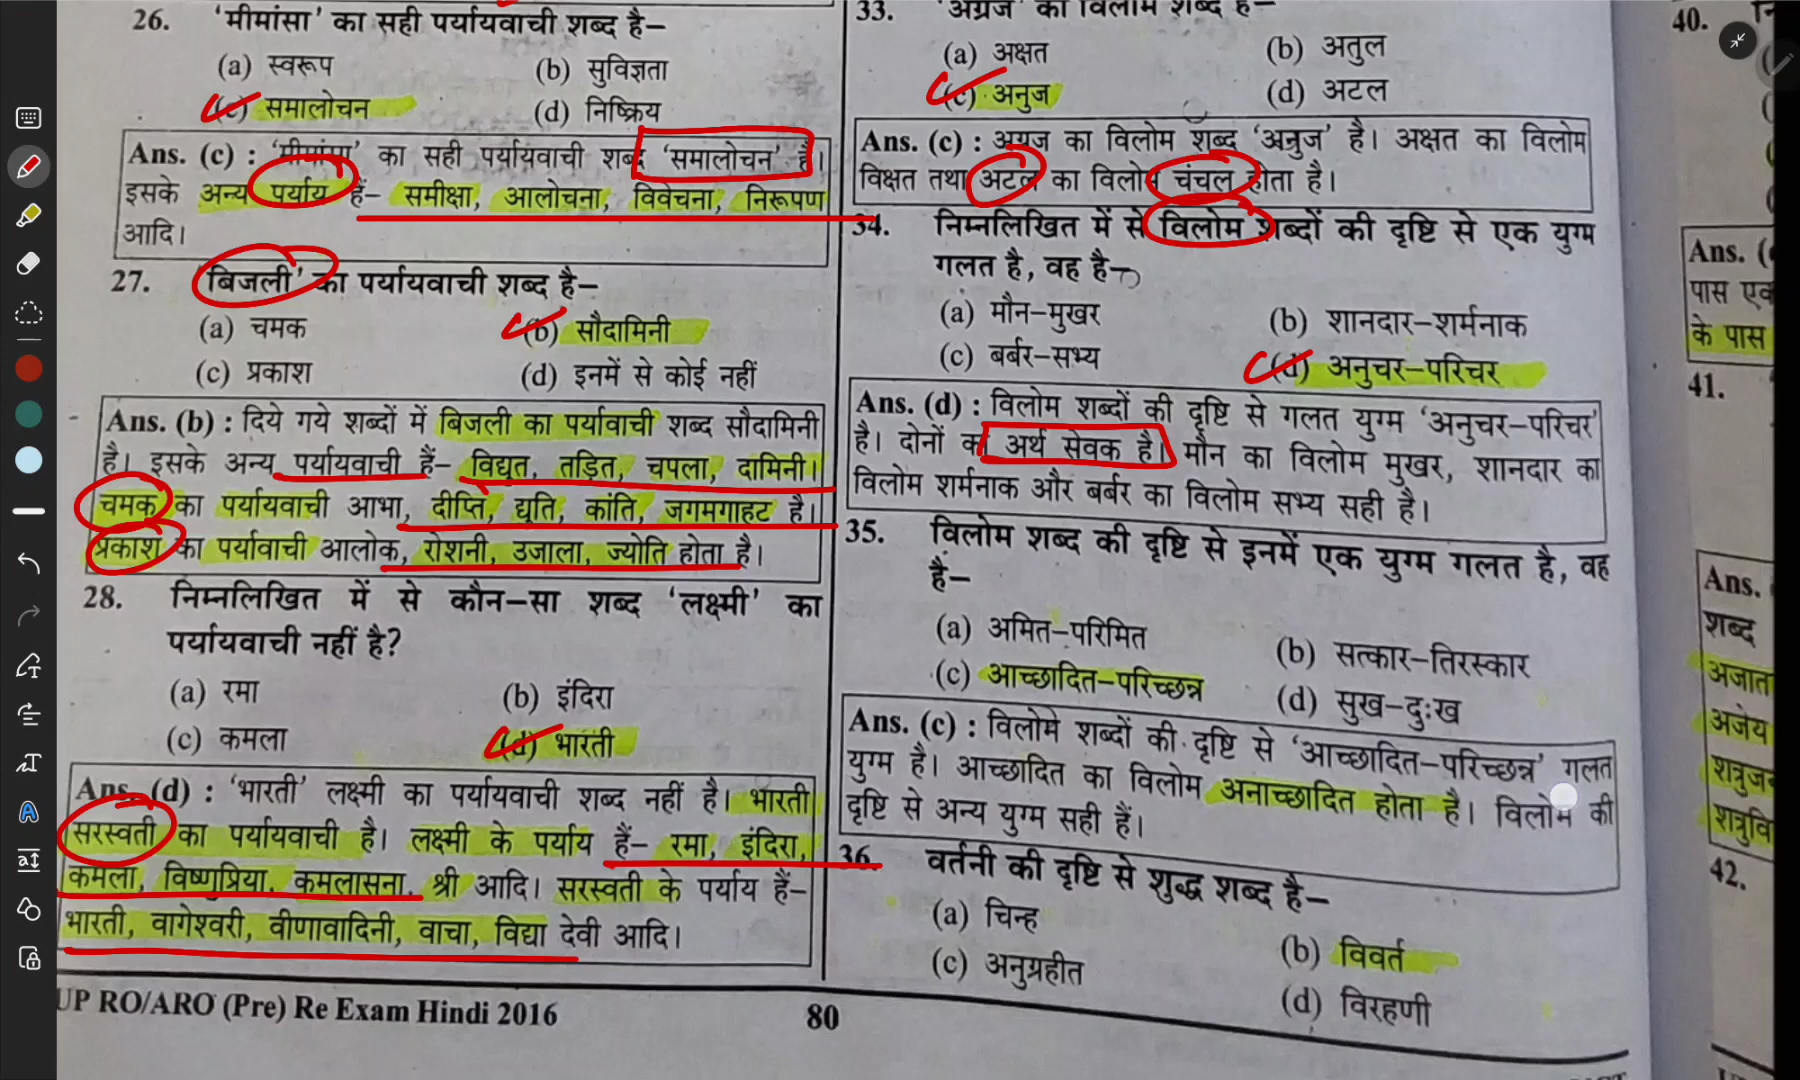 26. 'मीमांसा' का सही पर्यायवाची शब्द है–
(a) स्वरूप (b) सुविज्ञता
(c) समालोचन (d) निष्क्रिय
Ans. (c) : 'मीमांसा' का सही पर्यायवाची शब्द 'समालोचन' है।
इसके अन्य पर्याय हैं– समीक्षा, आलोचना, विवेचना, निरूपण
आदि।
27. 'बिजली' का पर्यायवाची शब्द है–
(a) चमक (b) सौदामिनी
(c) प्रकाश (d) इनमें से कोई नहीं
Ans. (b) : दिये गये शब्दों में बिजली का पर्यावाची शब्द सौदामिनी
है। इसके अन्य पर्यायवाची हैं– विद्युत, तड़ित, चपला, दामिनी।
चमक का पर्यायवाची आभा, दीप्ति, द्युति, कांति, जगमगाहट है।
प्रकाश का पर्यावाची आलोक, रोशनी, उजाला, ज्योति होता है।
28. निम्नलिखित में से कौन–सा शब्द 'लक्ष्मी' का
पर्यायवाची नहीं है?
(a) रमा (b) इंदिरा
(c) कमला (d) भारती
Ans. (d) : 'भारती' लक्ष्मी का पर्यायवाची शब्द नहीं है। भारती
सरस्वती का पर्यायवाची है। लक्ष्मी के पर्याय हैं– रमा, इंदिरा,
कमला, विष्णुप्रिया, कमलासना, श्री आदि। सरस्वती के पर्याय हैं–
भारती, वागेश्वरी, वीणावादिनी, वाचा, विद्या देवी आदि।
UP RO/ARO (Pre) Re Exam Hindi 2016 80
33. 'अग्रज' का विलोम शब्द है–
(a) अक्षत (b) अतुल
(c) अनुज (d) अटल
Ans. (c) : अग्रज का विलोम शब्द 'अनुज' है। अक्षत का विलोम
विक्षत तथा अटल का विलोम चंचल होता है।
34. निम्नलिखित में से विलोम शब्दों की दृष्टि से एक युग्म
गलत है, वह है–
(a) मौन–मुखर (b) शानदार–शर्मनाक
(c) बर्बर–सभ्य (d) अनुचर–परिचर
Ans. (d) : विलोम शब्दों की दृष्टि से गलत युग्म 'अनुचर–परिचर'
है। दोनों का अर्थ सेवक है। मौन का विलोम मुखर, शानदार का
विलोम शर्मनाक और बर्बर का विलोम सभ्य सही है।
35. विलोम शब्द की दृष्टि से इनमें एक युग्म गलत है, वह
है–
(a) अमित–परिमित (b) सत्कार–तिरस्कार
(c) आच्छादित–परिच्छन्न (d) सुख–दुःख
Ans. (c) : विलोम शब्दों की दृष्टि से 'आच्छादित–परिच्छन्न' गलत
युग्म है। आच्छादित का विलोम अनाच्छादित होता है। विलोम की
दृष्टि से अन्य युग्म सही हैं।
36. वर्तनी की दृष्टि से शुद्ध शब्द है–
(a) चिन्ह (b) विवर्त
(c) अनुग्रहीत (d) विरहणी
40.
Ans. (
पास एक
के पास
41.
Ans.
शब्द
अजात
अजेय
42.